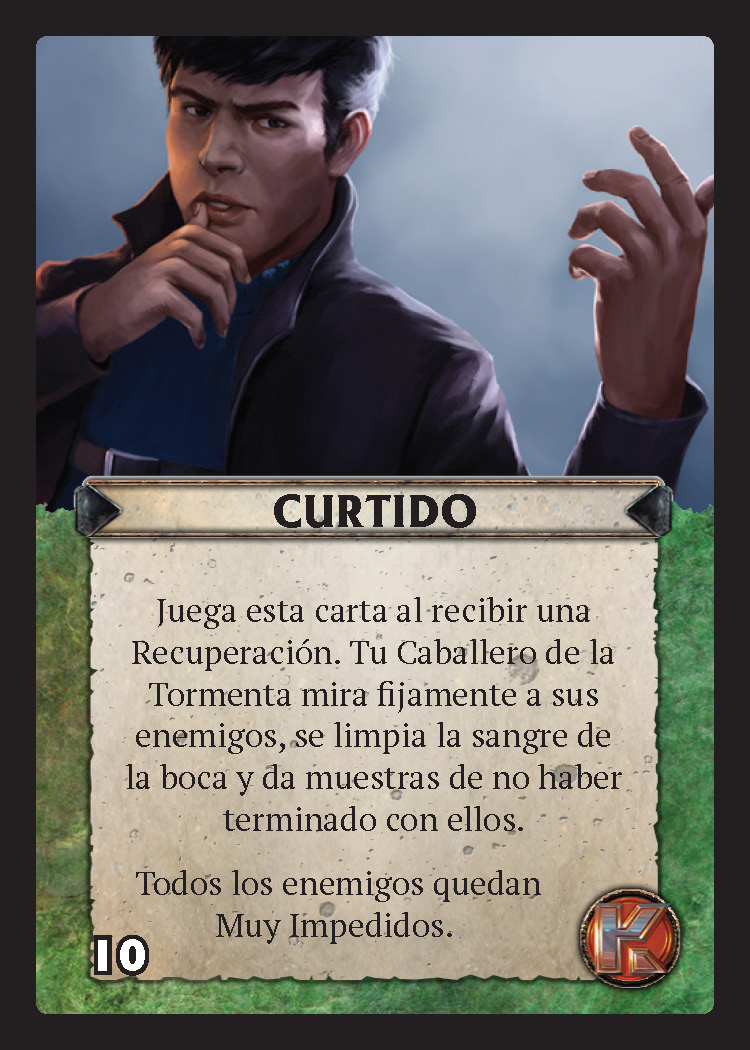 CURTIDO
Juega esta carta al recibir una
Recuperación. Tu Caballero de la
Tormenta mira fijamente a sus
enemigos, se limpia la sangre de
la boca y da muestras de no haber
terminado con ellos.
Todos los enemigos quedan
Muy Impedidos.
10
K